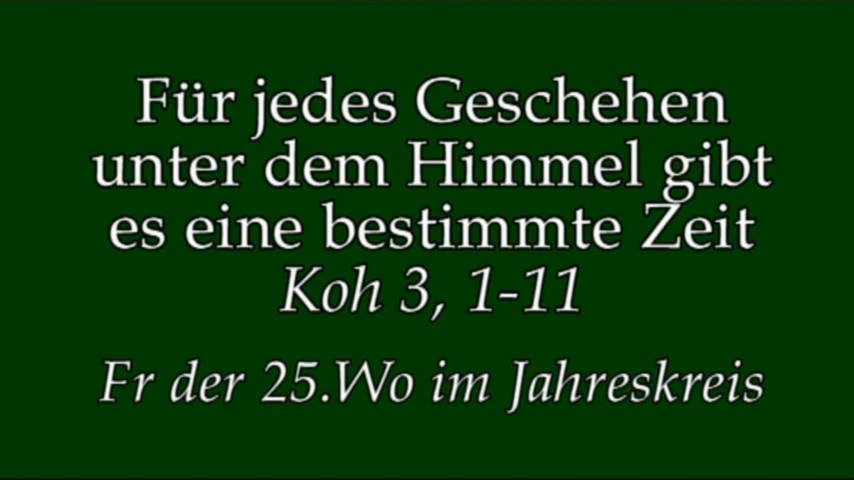 Für jedes Geschehen
unter dem Himmel gibt
es eine bestimmte Zeit
Koh 3, 1-11
Fr der 25.Wo im Jahreskreis